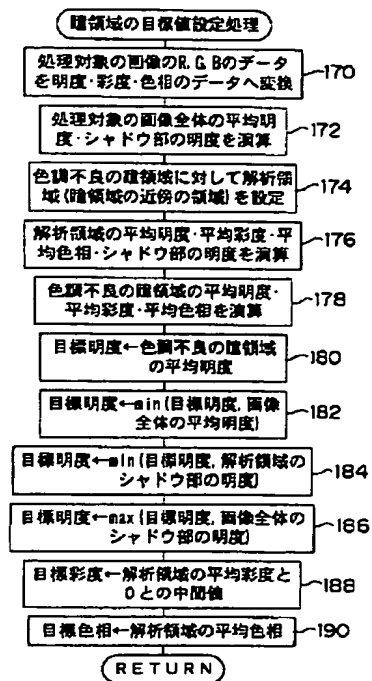 瞳領域の目標値設定処理
処理対象の画像のR,G,Bのデータ
を明度・彩度・色相のデータへ変換
170
処理対象の画像全体の平均明
度・シャドウ部の明度を演算
172
色調不良の瞳領域に対して解析領
域(瞳領域の近傍の領域)を設定
174
解析領域の平均明度・平均彩度・平
均色相・シャドウ部の明度を演算
176
色調不良の瞳領域の平均明度・
平均彩度・平均色相を演算
178
目標明度←色調不良の瞳領域
の平均明度
180
目標明度←min(目標明度,画像
全体の平均明度)
182
目標明度←min(目標明度,解析領域の
シャドウ部の明度)
184
目標明度←max(目標明度,画像全体の
シャドウ部の明度)
186
目標彩度←解析領域の平均彩度と
0との中間値
188
目標色相←解析領域の平均色相
190
RETURN